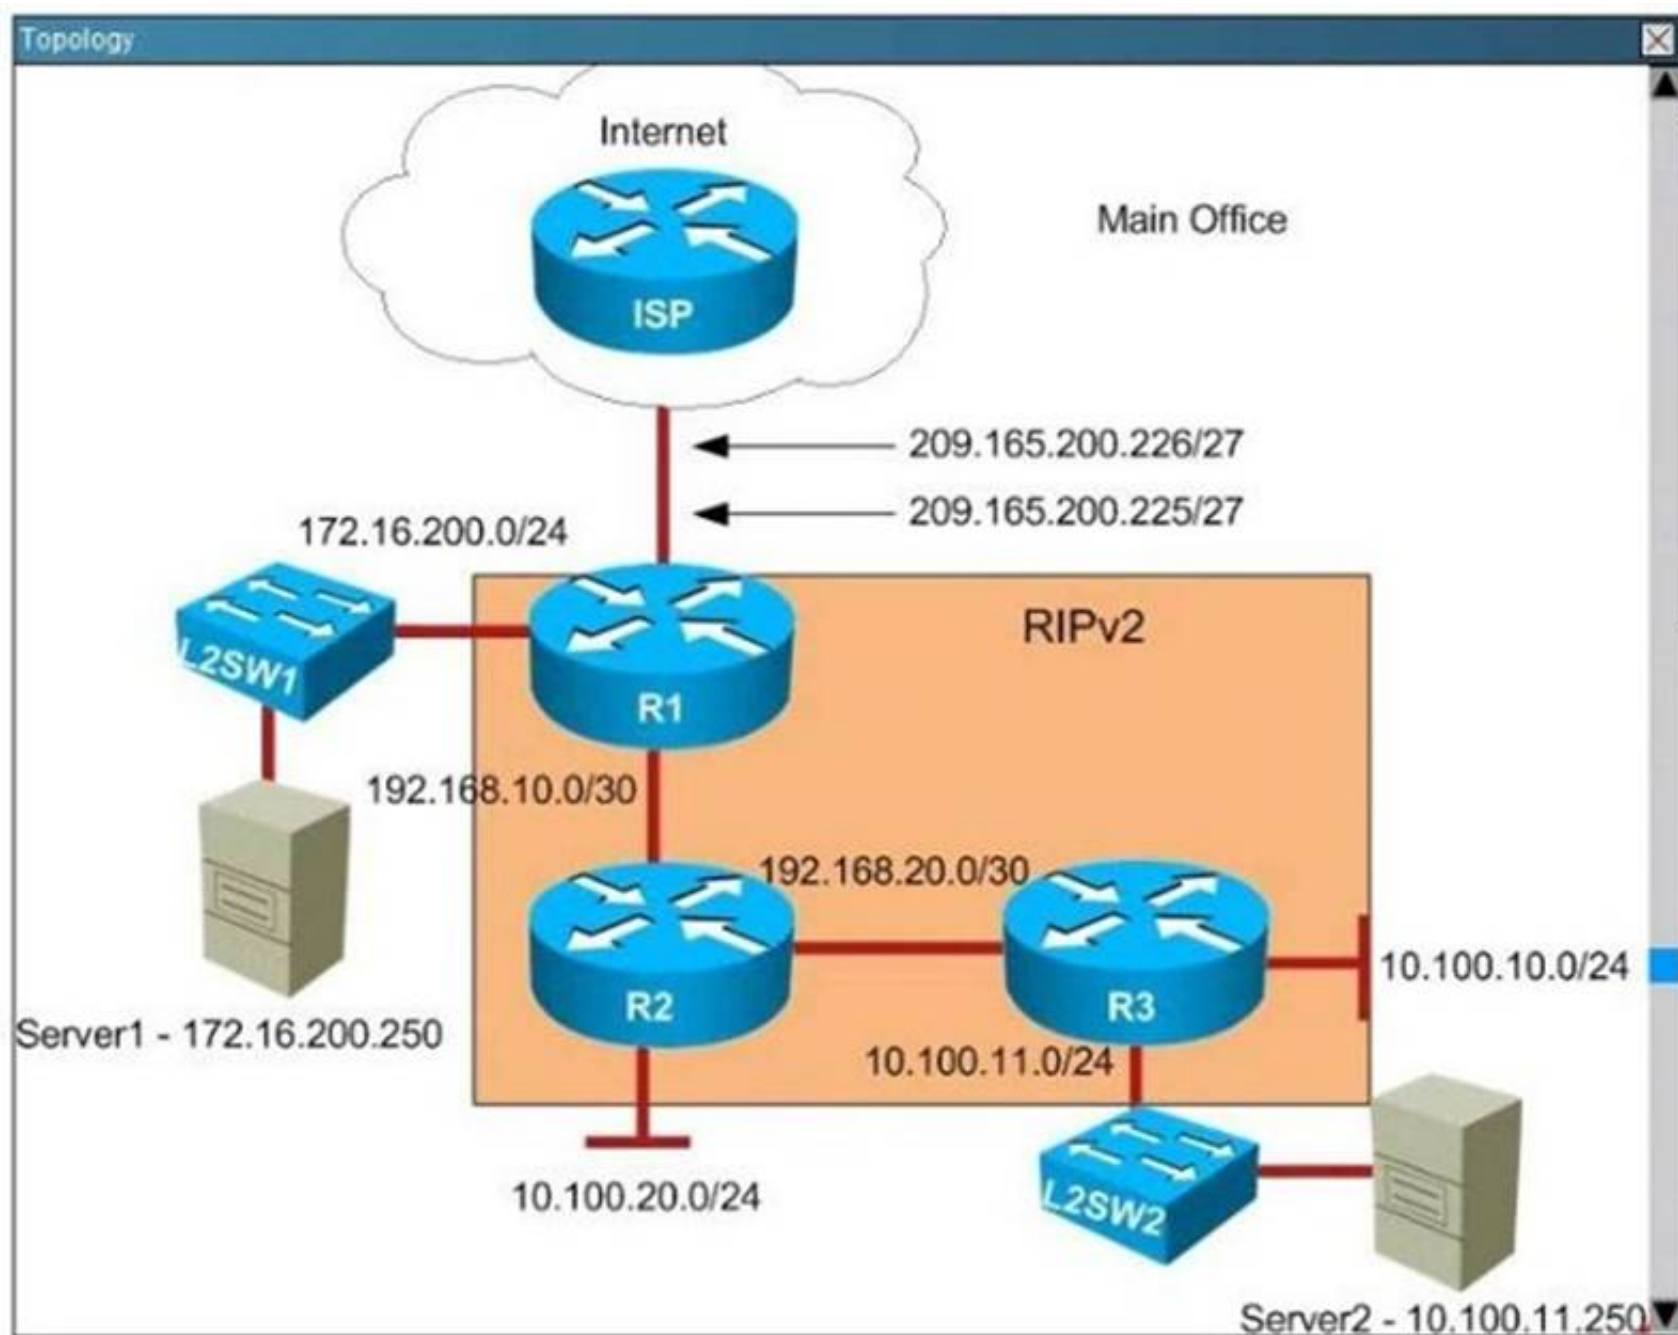 Topology
Internet
Main Office
ISP
209.165.200.226/27
209.165.200.225/27
172.16.200.0/24
RIPv2
L2SW1
R1
192.168.10.0/30
192.168.20.0/30
10.100.10.0/24
R2
R3
Server1 - 172.16.200.250
10.100.11.0/24
10.100.20.0/24
L2SW2
Server2 - 10.100.11.250